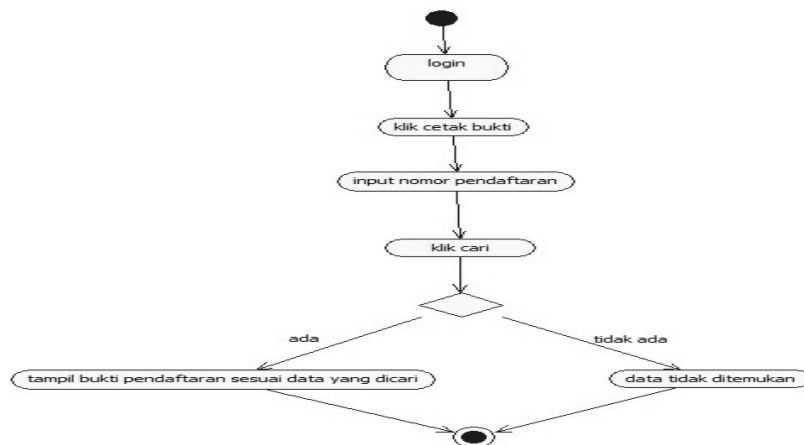 login
klik cetak bukti
input nomor pendaftaran
klik cari
ada
tidak ada
tampil bukti pendaftaran sesuai data yang dicari
data tidak ditemukan